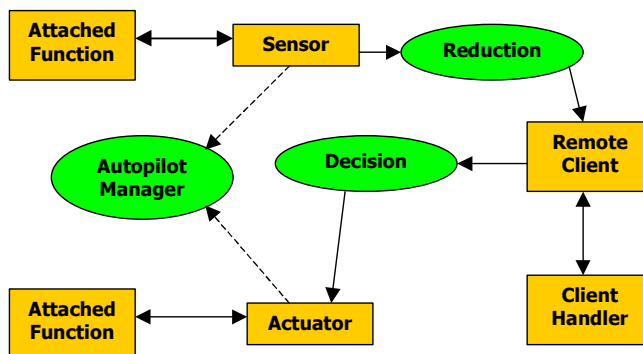 Attached
Function
Sensor
Reduction
Autopilot
Manager
Decision
Remote
Client
Attached
Function
Actuator
Client
Handler